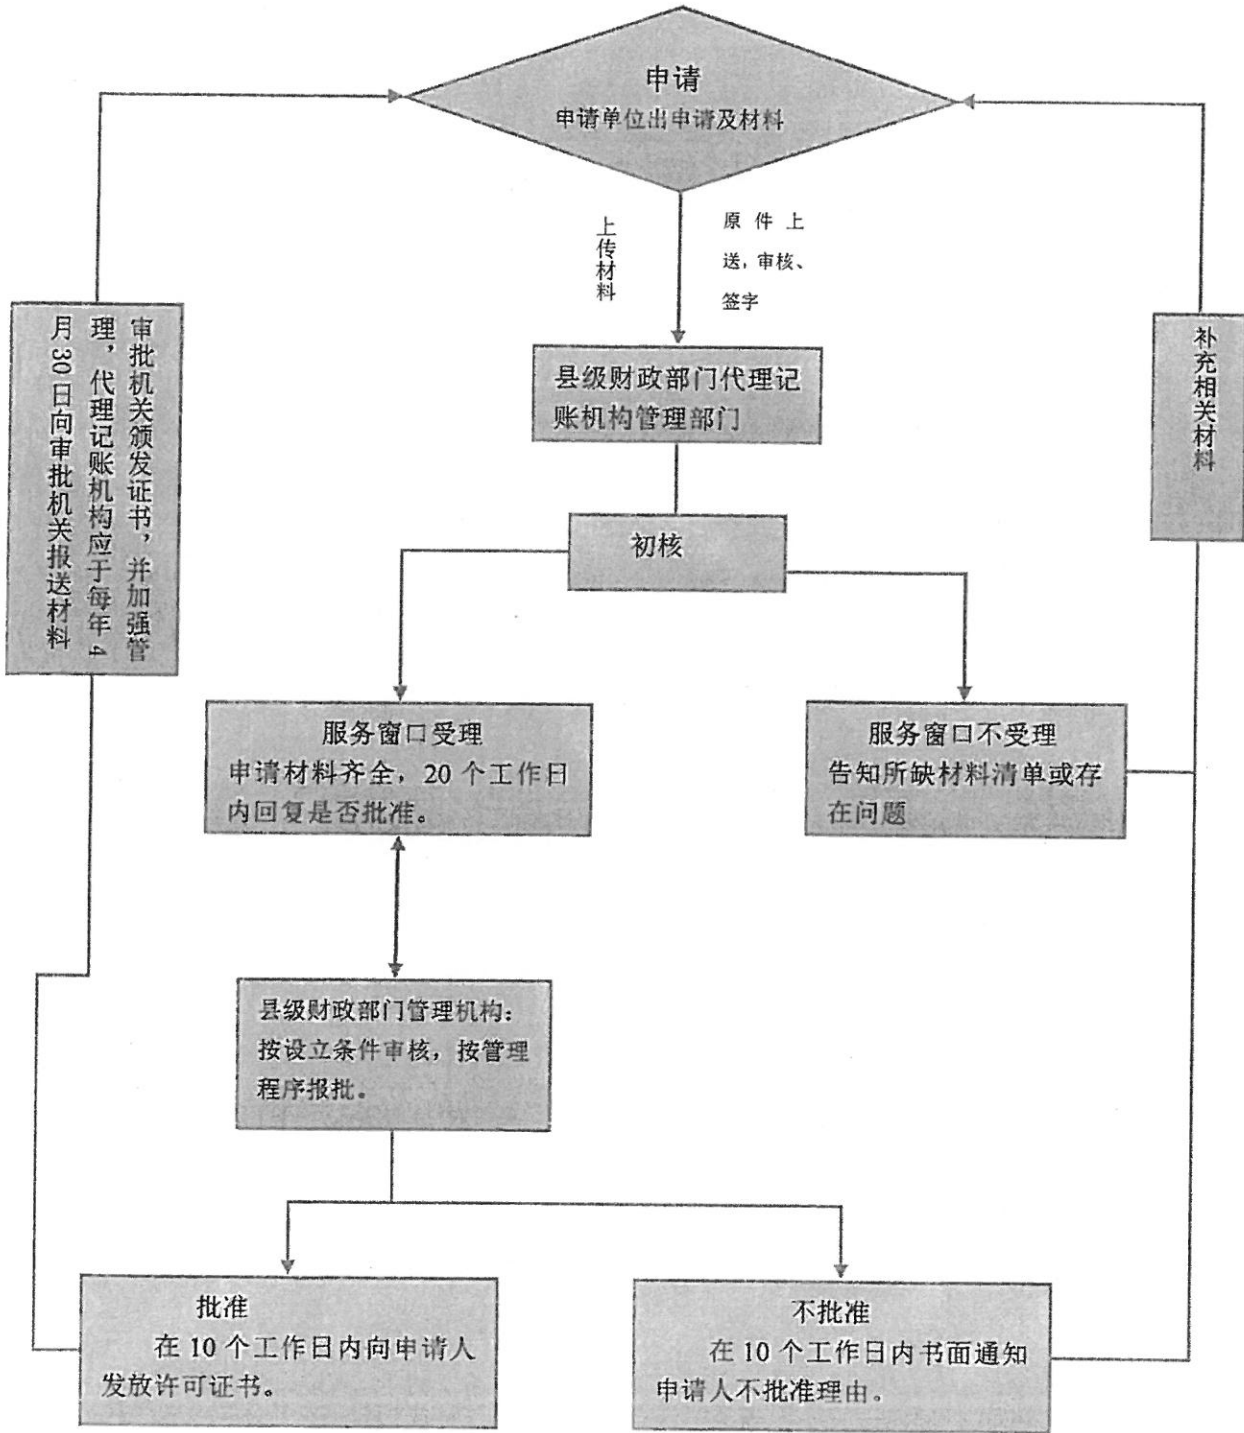 申请
申请单位出申请及材料
上传材料
原件上
送,审核、
签字
审批机关颁发证书，并加强管
理，代理记账机构应于每年 4
月 30 日向审批机关报送材料
县级财政部门代理记
账机构管理部门
补充相关材料
初核
服务窗口受理
申请材料齐全，20 个工作日
内回复是否批准。
服务窗口不受理
告知所缺材料清单或存
在问题
县级财政部门管理机构：
按设立条件审核，按管理
程序报批。
批准
在 10 个工作日内向申请人
发放许可证书。
不批准
在 10 个工作日内书面通知
申请人不批准理由。